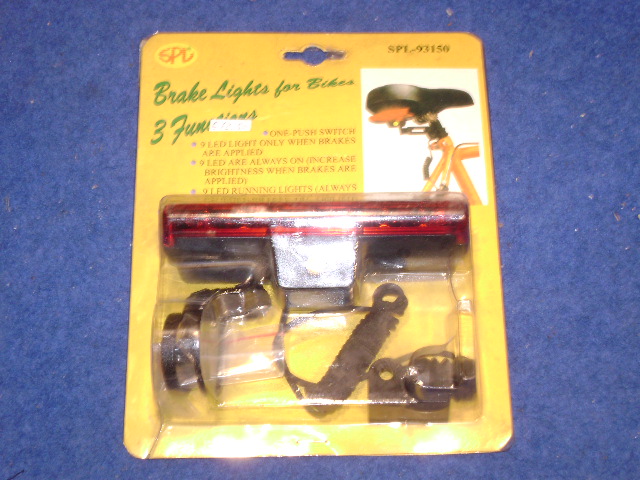 SPL
SPL-93150
Brake Lights for Bikes
3 Functions
ONE-PUSH SWITCH
9 LED LIGHT ONLY WHEN BRAKES
ARE APPLIED
9 LED ARE ALWAYS ON (INCREASE
BRIGHTNESS WHEN BRAKES ARE
APPLIED)
9 LED RUNNING LIGHTS (ALWAYS